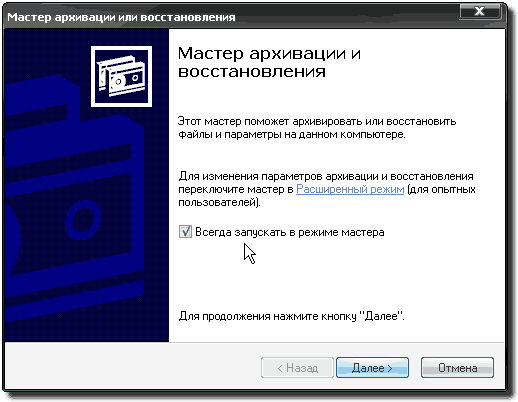 Мастер архивации или восстановления
Мастер архивации и
восстановления
Этот мастер поможет архивировать или восстановить
файлы и параметры на данном компьютере.
Для изменения параметров архивации и восстановления
переключите мастер в Расширенный режим (для опытных
пользователей).
Всегда запускать в режиме мастера
Для продолжения нажмите кнопку "Далее".
< Назад
Далее >
Отмена